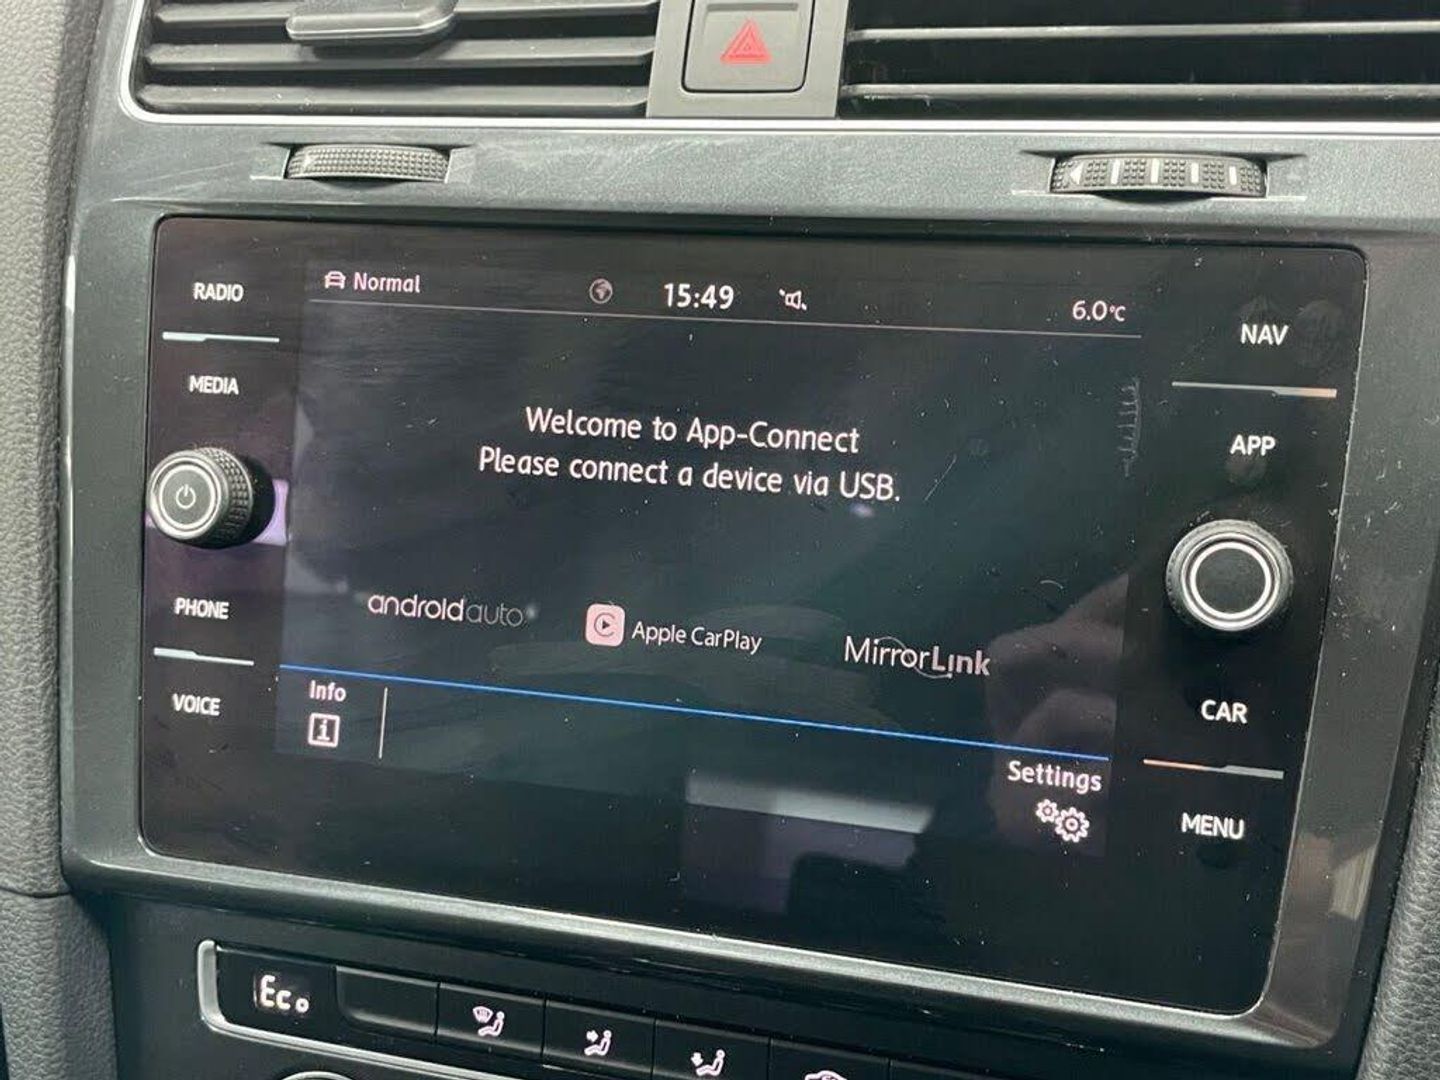 RADIO
MEDIA
PHONE
VOICE
Normal
15:49
6.0°C
Welcome to App-Connect
Please connect a device via USB.
androidauto
Apple CarPlay
MirrorLink
Info
i
Settings
NAV
APP
CAR
MENU
Eco